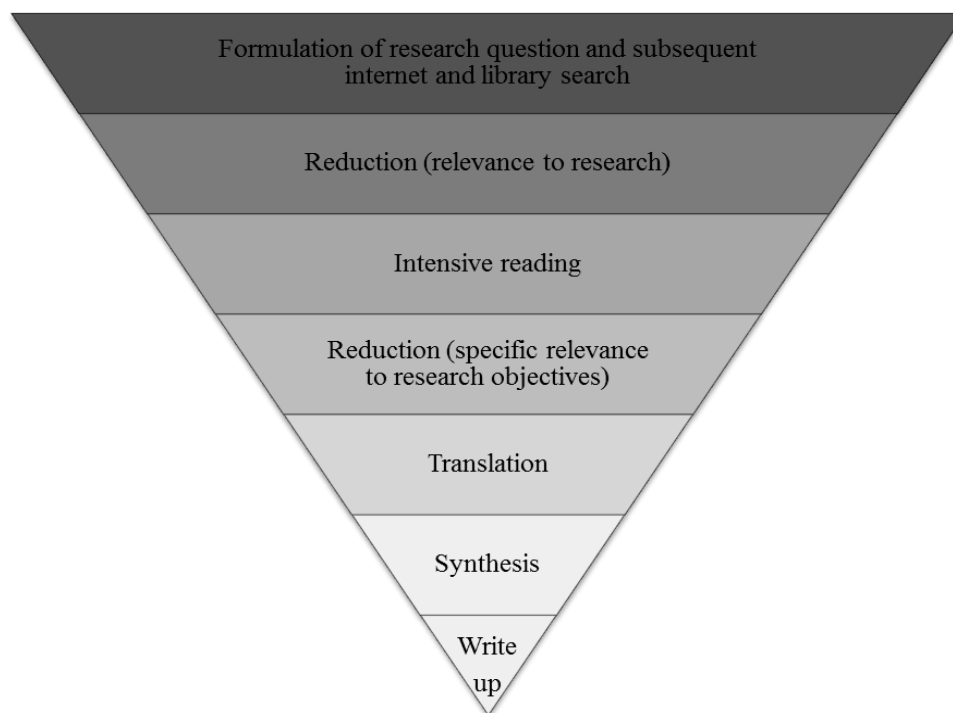 Formulation of research question and subsequent
internet and library search
Reduction (relevance to research)
Intensive reading
Reduction (specific relevance
to research objectives)
Translation
Synthesis
Write
up